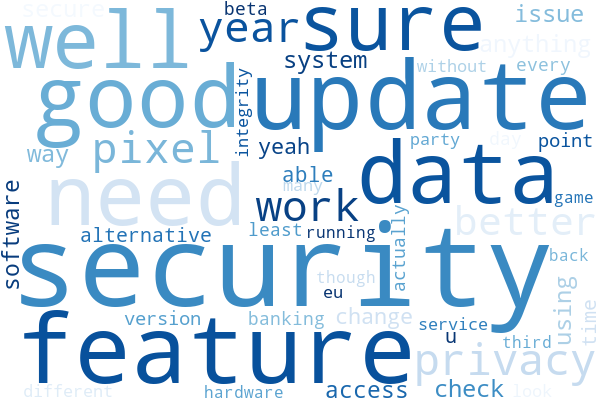 secure
beta
well
year
sure
issue
anything
system
without
every
good
update
integrity
yeah
party
day
point
way
pixel
able
many
data
need
software
work
game
least
running
better
alternative
actually
security
back
though
eu
using
time
version
banking
change
service
u
third
feature
privacy
different
hardware
access
check
look